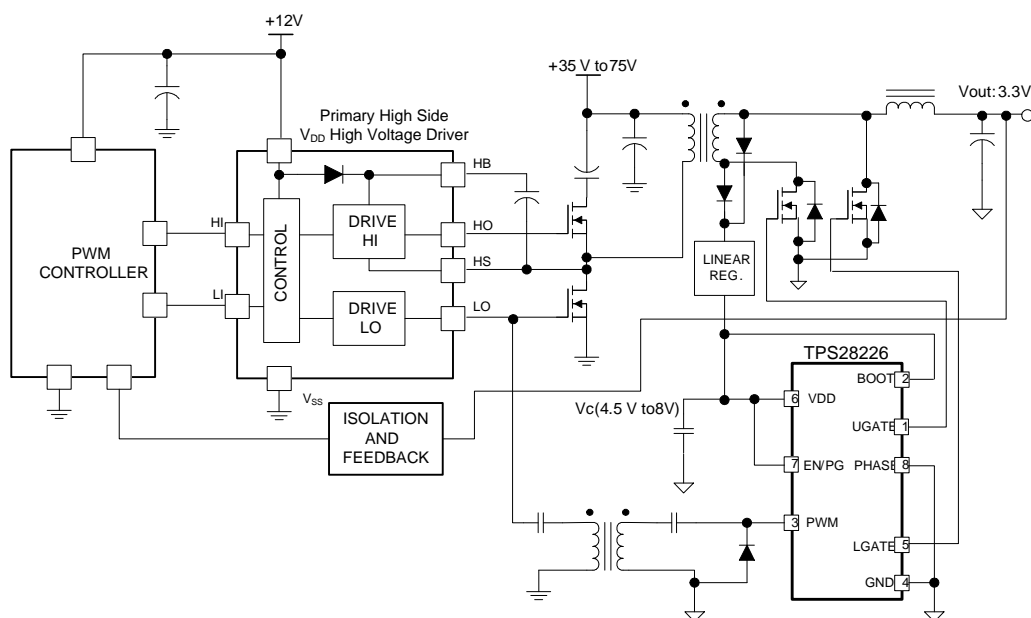 +12V
+35 V to 75V
Vout: 3.3V
Primary High Side
VDD High Voltage Driver
HB
HI
DRIVE
HI
HO
PWM
CONTROLLER
CONTROL
HS
LINEAR
REG.
LI
DRIVE
LO
LO
TPS28226
BOOT 2
VSS
Vc(4.5 V to8V)
6 VDD
UGATE 1
ISOLATION
AND
FEEDBACK
7 EN/PG
PHASE 8
3 PWM
LGATE 5
GND 4